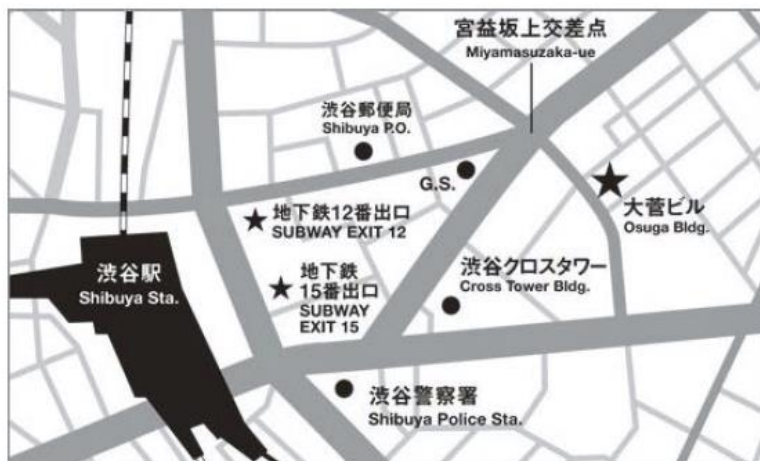 宮益坂上交差点
Miyamasuzaka-ue
渋谷郵便局
Shibuya P.O.
G.S.
大菅ビル
Osuga Bldg.
地下鉄12番出口
SUBWAY EXIT 12
渋谷駅
Shibuya Sta.
地下鉄
15番出口
SUBWAY
EXIT 15
渋谷クロスタワー
Cross Tower Bldg.
渋谷警察署
Shibuya Police Sta.